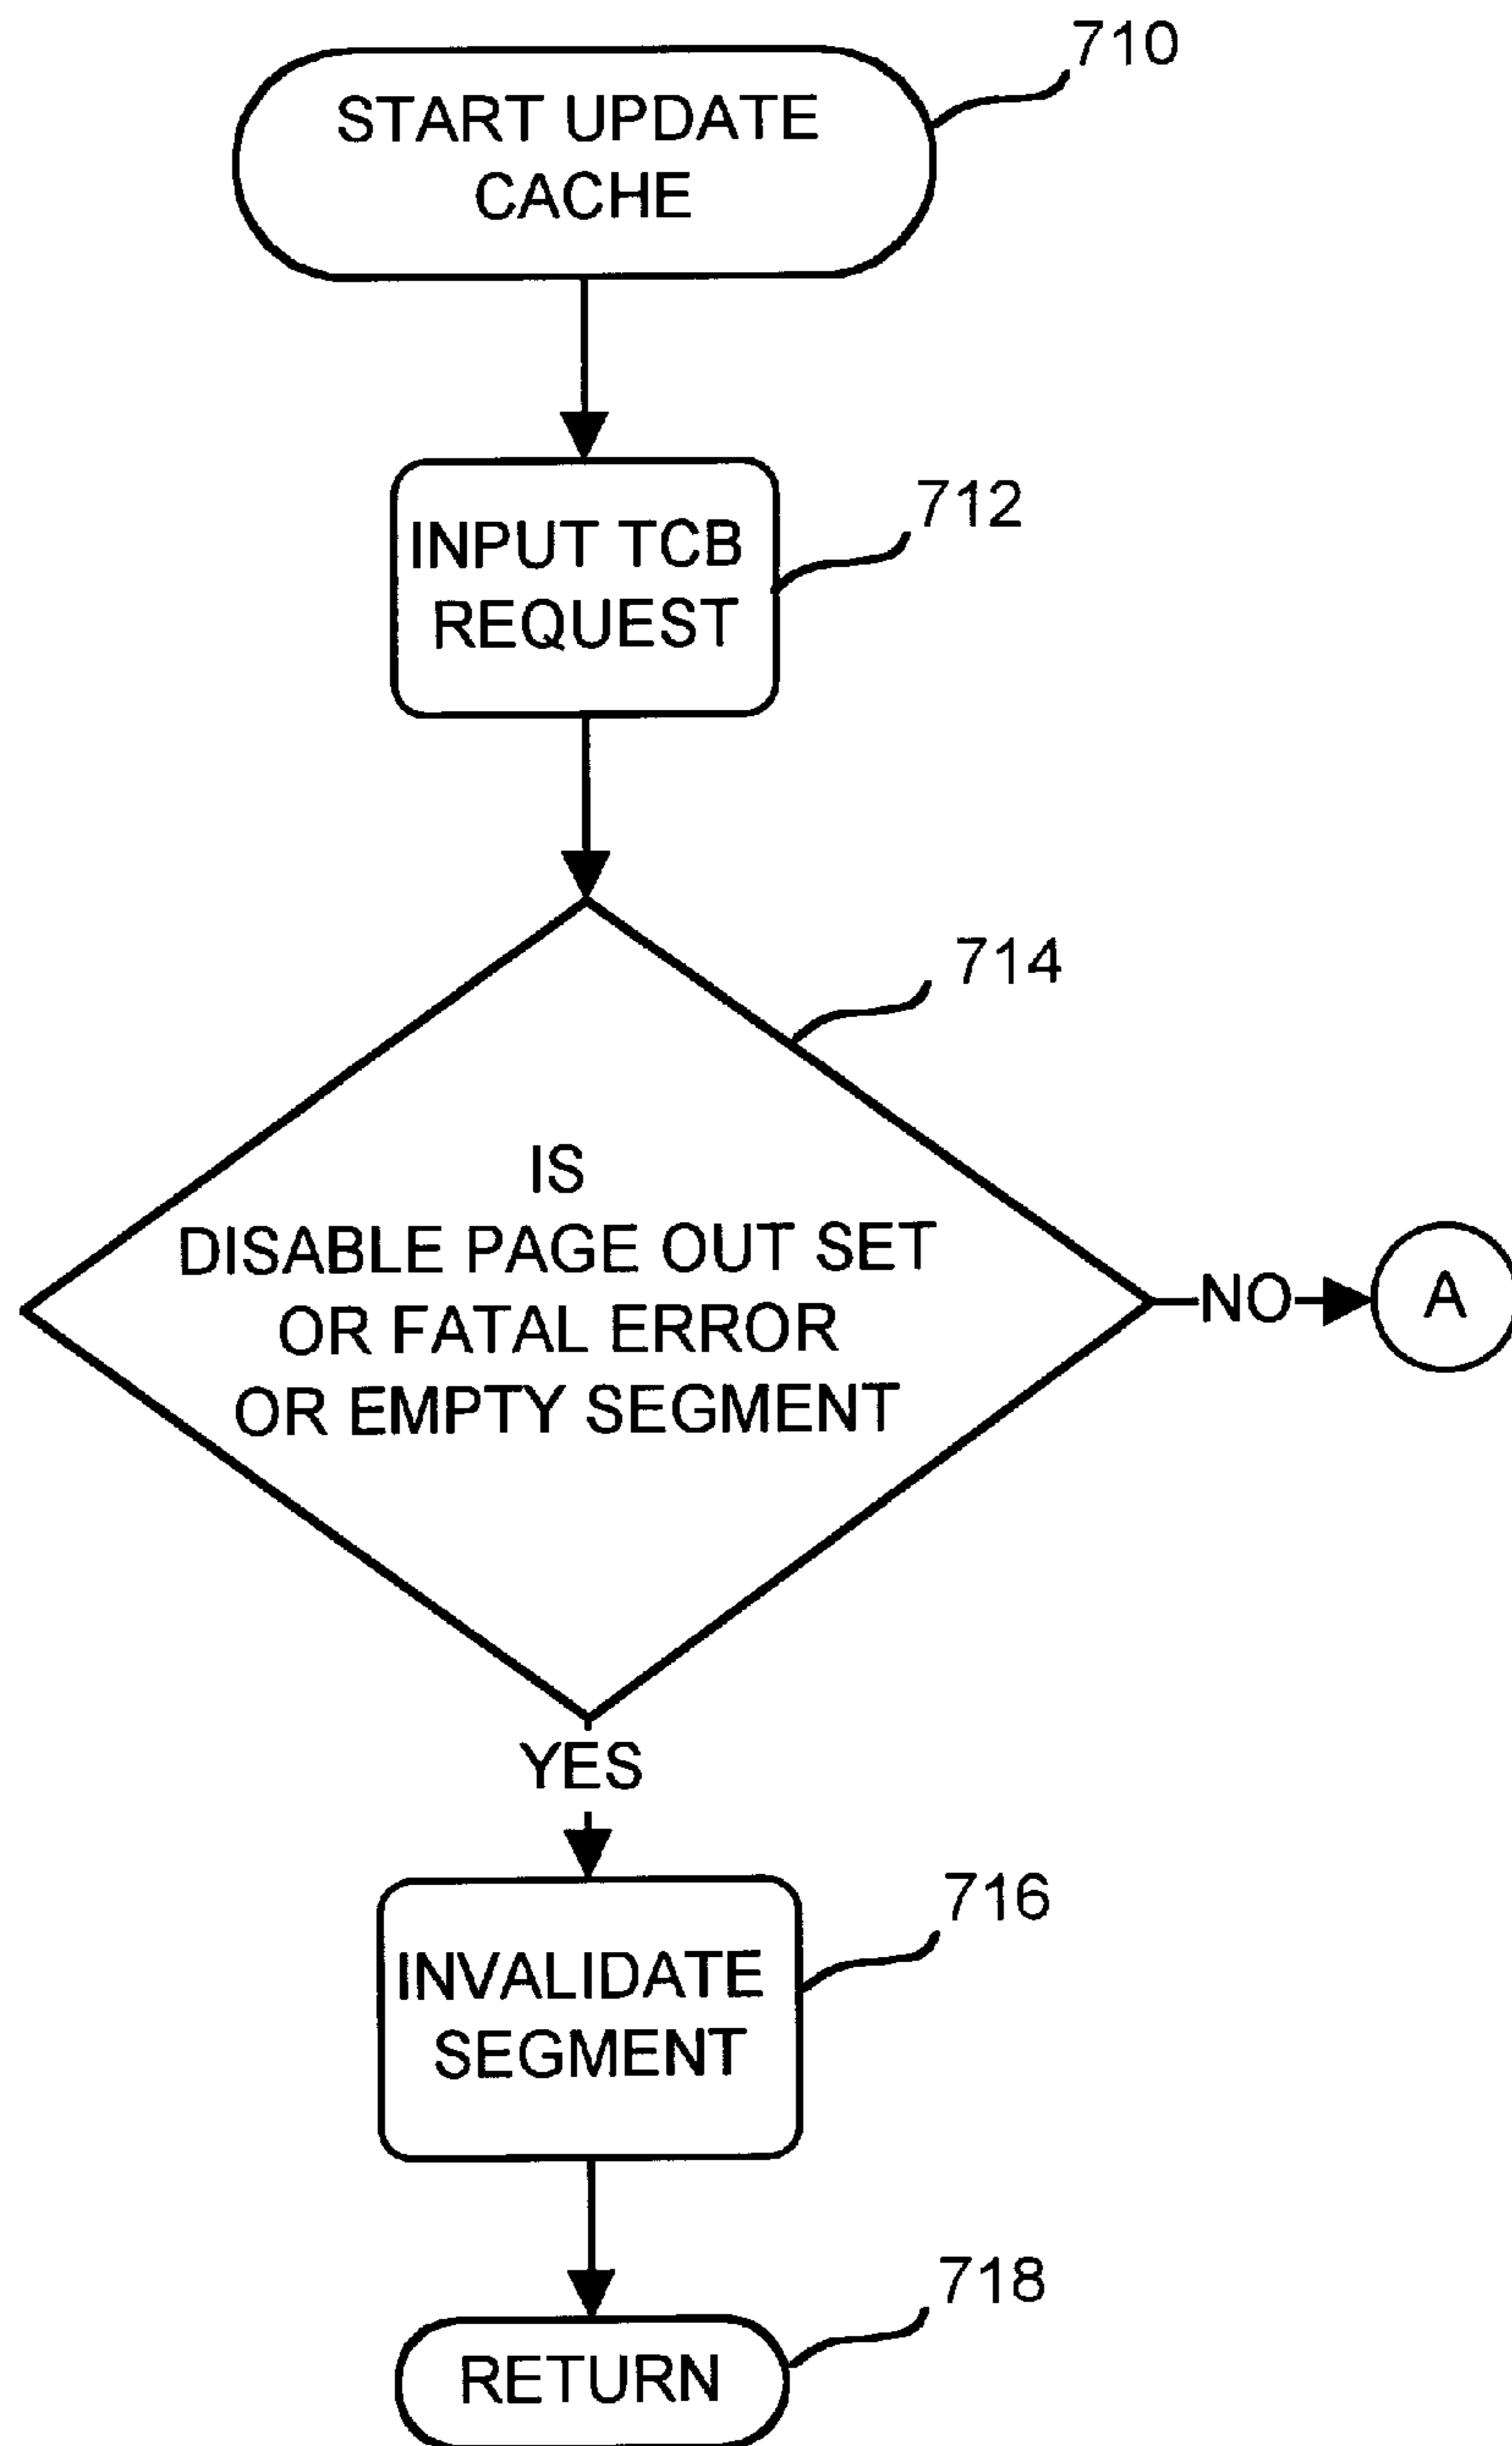 710
START UPDATE
CACHE
712
INPUT TCB
REQUEST
714
IS
DISABLE PAGE OUT SET
OR FATAL ERROR
OR EMPTY SEGMENT
NO
A
YES
716
INVALIDATE
SEGMENT
718
RETURN